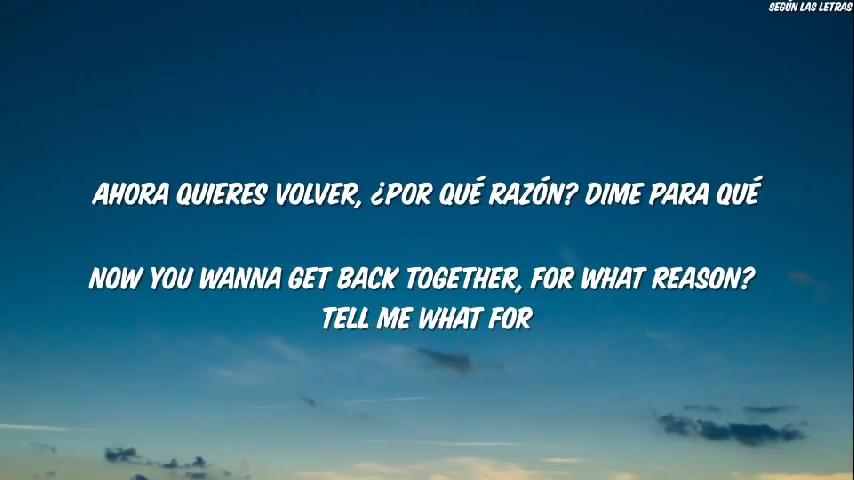 SEGÚN LAS LETRAS
AHORA QUIERES VOLVER, ¿POR QUÉ RAZÓN? DIME PARA QUÉ
NOW YOU WANNA GET BACK TOGETHER, FOR WHAT REASON?
TELL ME WHAT FOR